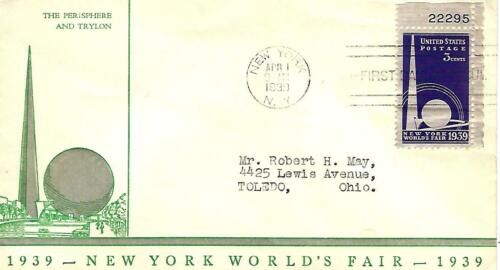 THE PERISPHERE
AND TRYLON
22295
UNITED STATES
POSTAGE
3 CENTS
NEW YORK
WORLD'S FAIR 1939
NEW YORK
APR 1
1939
N.Y.
FIRST DAY
Mr. Robert H. May,
4425 Lewis Avenue,
TOLEDO, Ohio.
1939 — NEW YORK WORLD'S FAIR — 1939